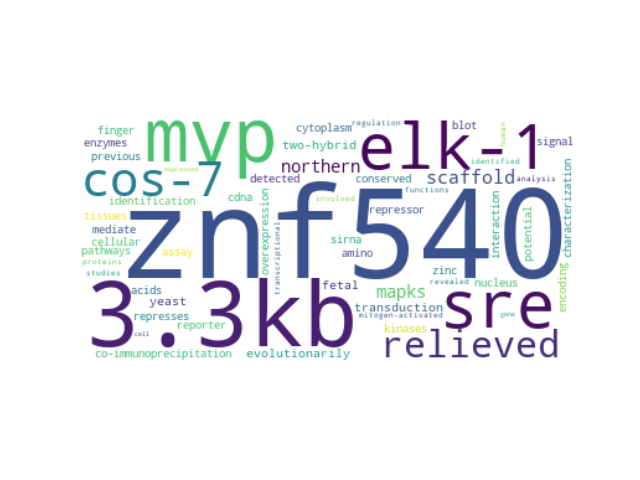 finger
mvp
cytoplasm
regulation
elk-1
blot
human
enzymes
two-hybrid
signal
previous
northern
identified
cos-7
expressed
detected
conserved
scaffold
analysis
identification
cdna
involved
functions
characterization
tissues
znf540
overexpression
repressor
interaction
potential
mediate
transcriptional
sirna
cellular
assay
amino
pathways
proteins
zinc
studies
revealed
nucleus
encoding
acids
3.3kb
fetal
mapks
sre
yeast
transduction
represses
mitogen-activated
gene
reporter
kinases
cell
relieved
co-immunoprecipitation
evolutionarily